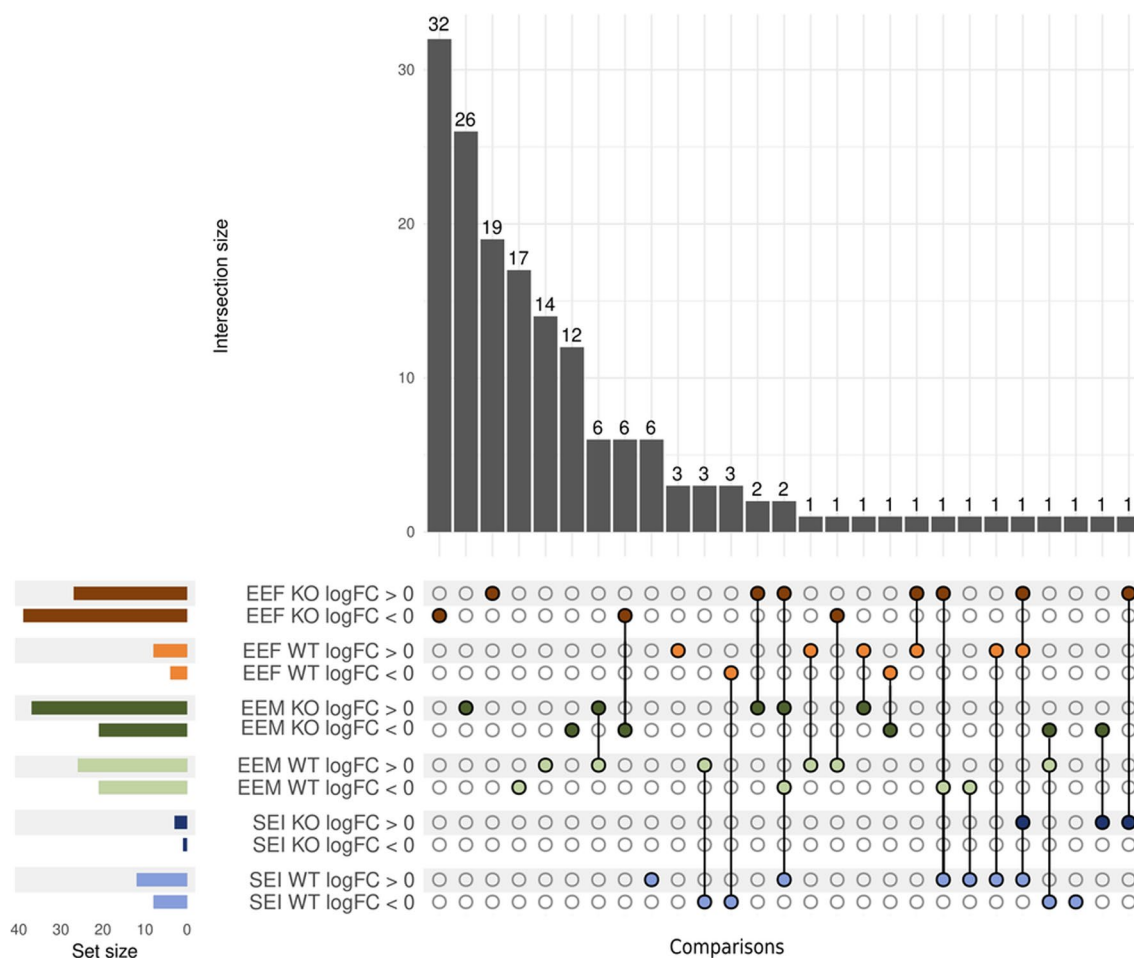 32
30
26
20
19
17
14
12
10
6 6 6
3 3 3
2 2
1 1 1 1 1 1 1 1 1 1 1 1 1
0
Intersection size
EEF KO logFC > 0
EEF KO logFC < 0
EEF WT logFC > 0
EEF WT logFC < 0
EEM KO logFC > 0
EEM KO logFC < 0
EEM WT logFC > 0
EEM WT logFC < 0
SEI KO logFC > 0
SEI KO logFC < 0
SEI WT logFC > 0
SEI WT logFC < 0
40 30 20 10 0
Set size
Comparisons